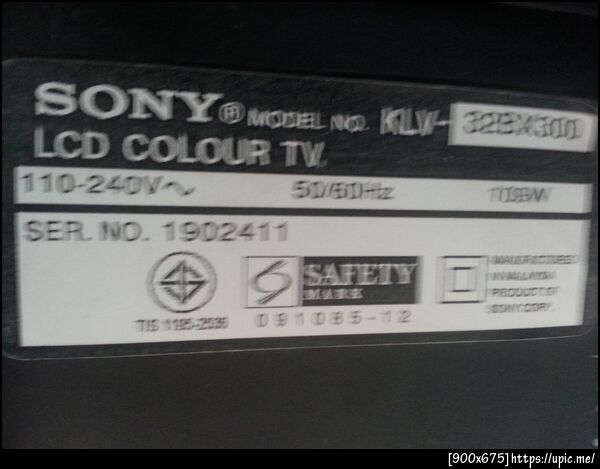 SONY® MODEL NO. KLV-32BX300
LCD COLOUR TV
110-240V~ 50/60Hz 109W
SER. NO. 1902411
SAFETY
MARK
TIS 1195-2536
091085-12
MANUFACTURED
IN MALAYSIA
PRODUCT OF
SONY CORP.
[900x675]https://upic.me/